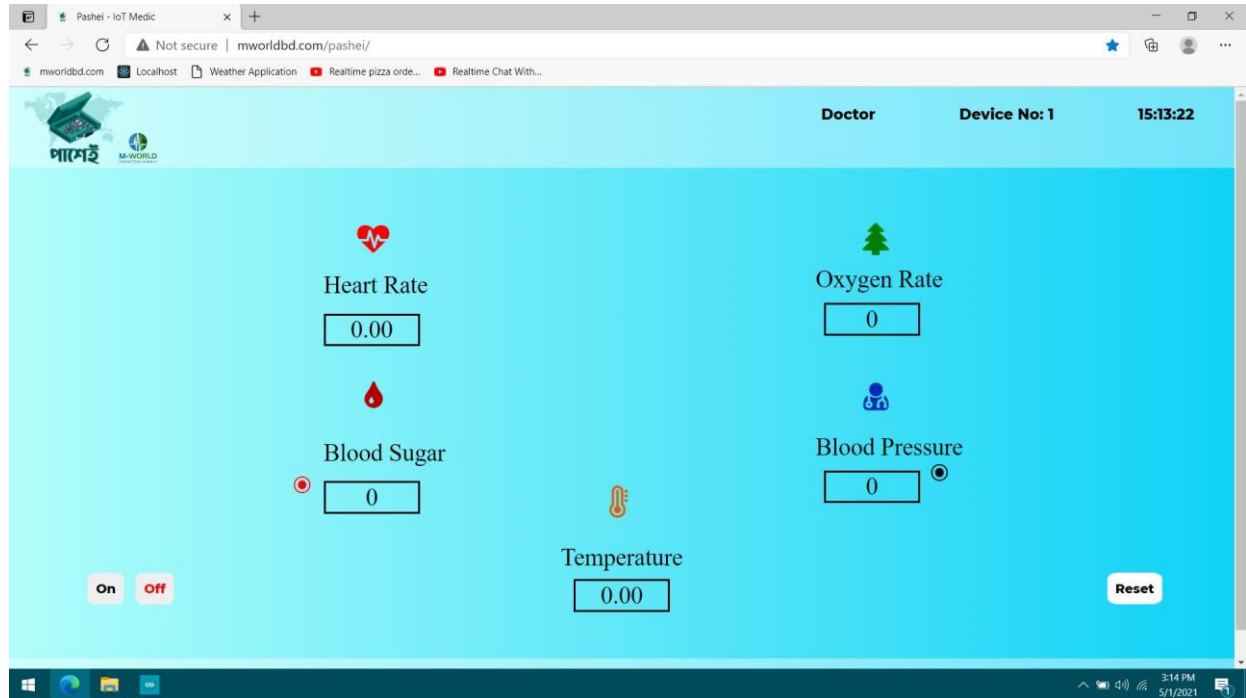 Pashei - IoT Medic
Not secure | mworldbd.com/pashei/
mworldbd.com Localhost Weather Application Realtime pizza orde... Realtime Chat With...
পাশেই M-WORLD
Doctor Device No: 1 15:13:22
Heart Rate Oxygen Rate
0.00 0
Blood Sugar Blood Pressure
0 0
Temperature
0.00
On Off Reset
3:14 PM
5/1/2021
1